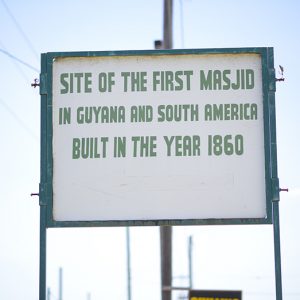 SITE OF THE FIRST MASJID
IN GUYANA AND SOUTH AMERICA
BUILT IN THE YEAR 1860